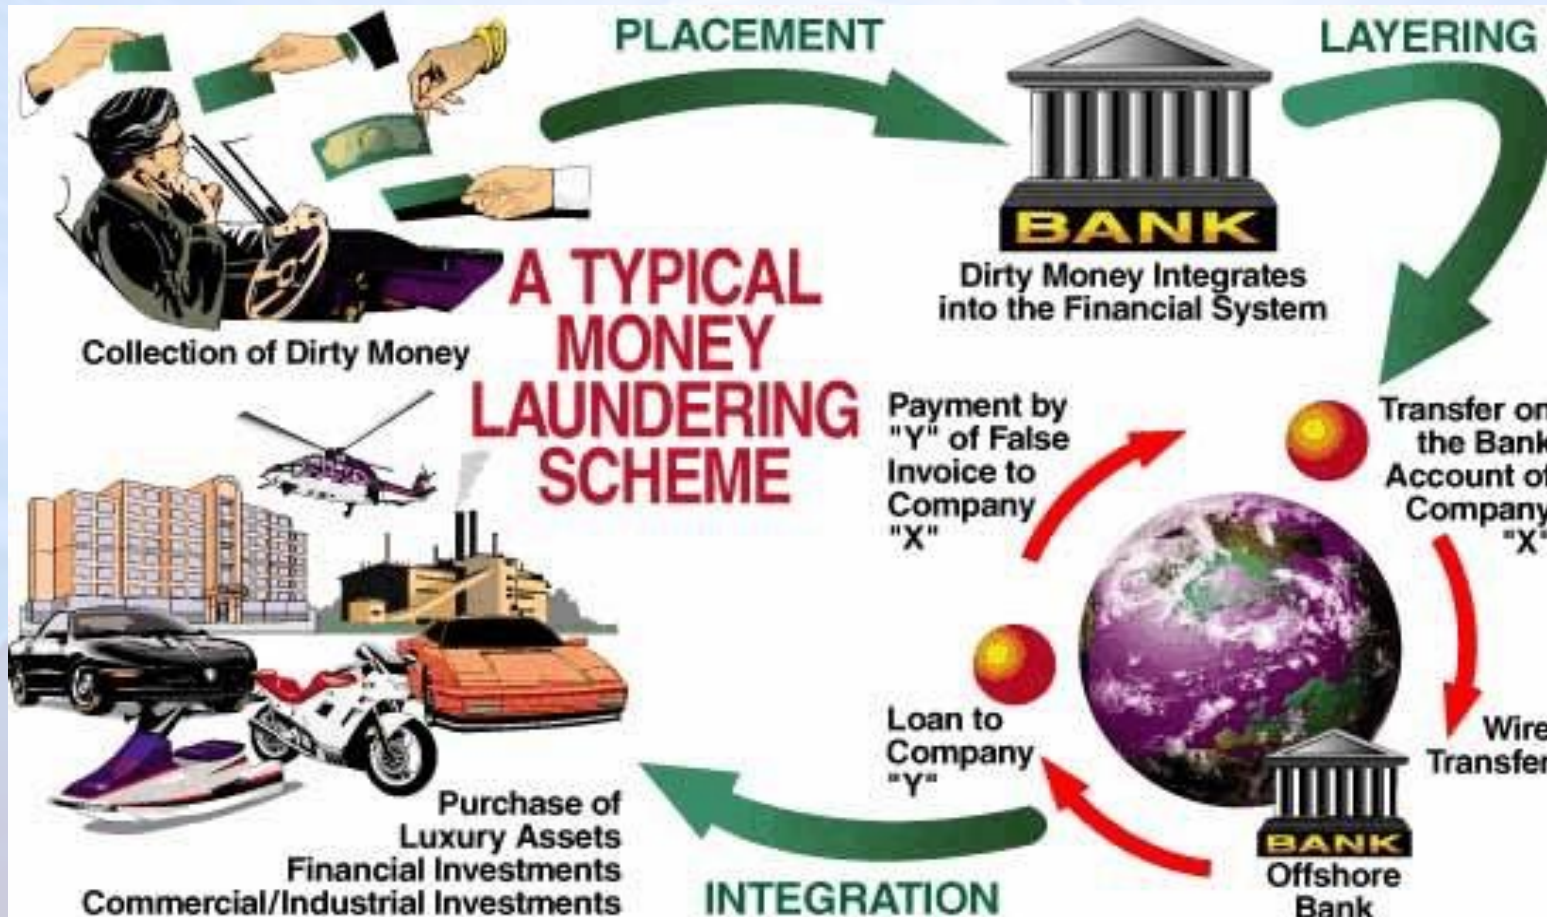 PLACEMENT
LAYERING
BANK
Dirty Money Integrates
into the Financial System
Collection of Dirty Money
A TYPICAL
MONEY
LAUNDERING
SCHEME
Payment by
"Y" of False
Invoice to
Company
"X"
Transfer on
the Bank
Account of
Company
"X"
Wire
Transfer
Loan to
Company
"Y"
BANK
Offshore
Bank
INTEGRATION
Purchase of
Luxury Assets
Financial Investments
Commercial/Industrial Investments